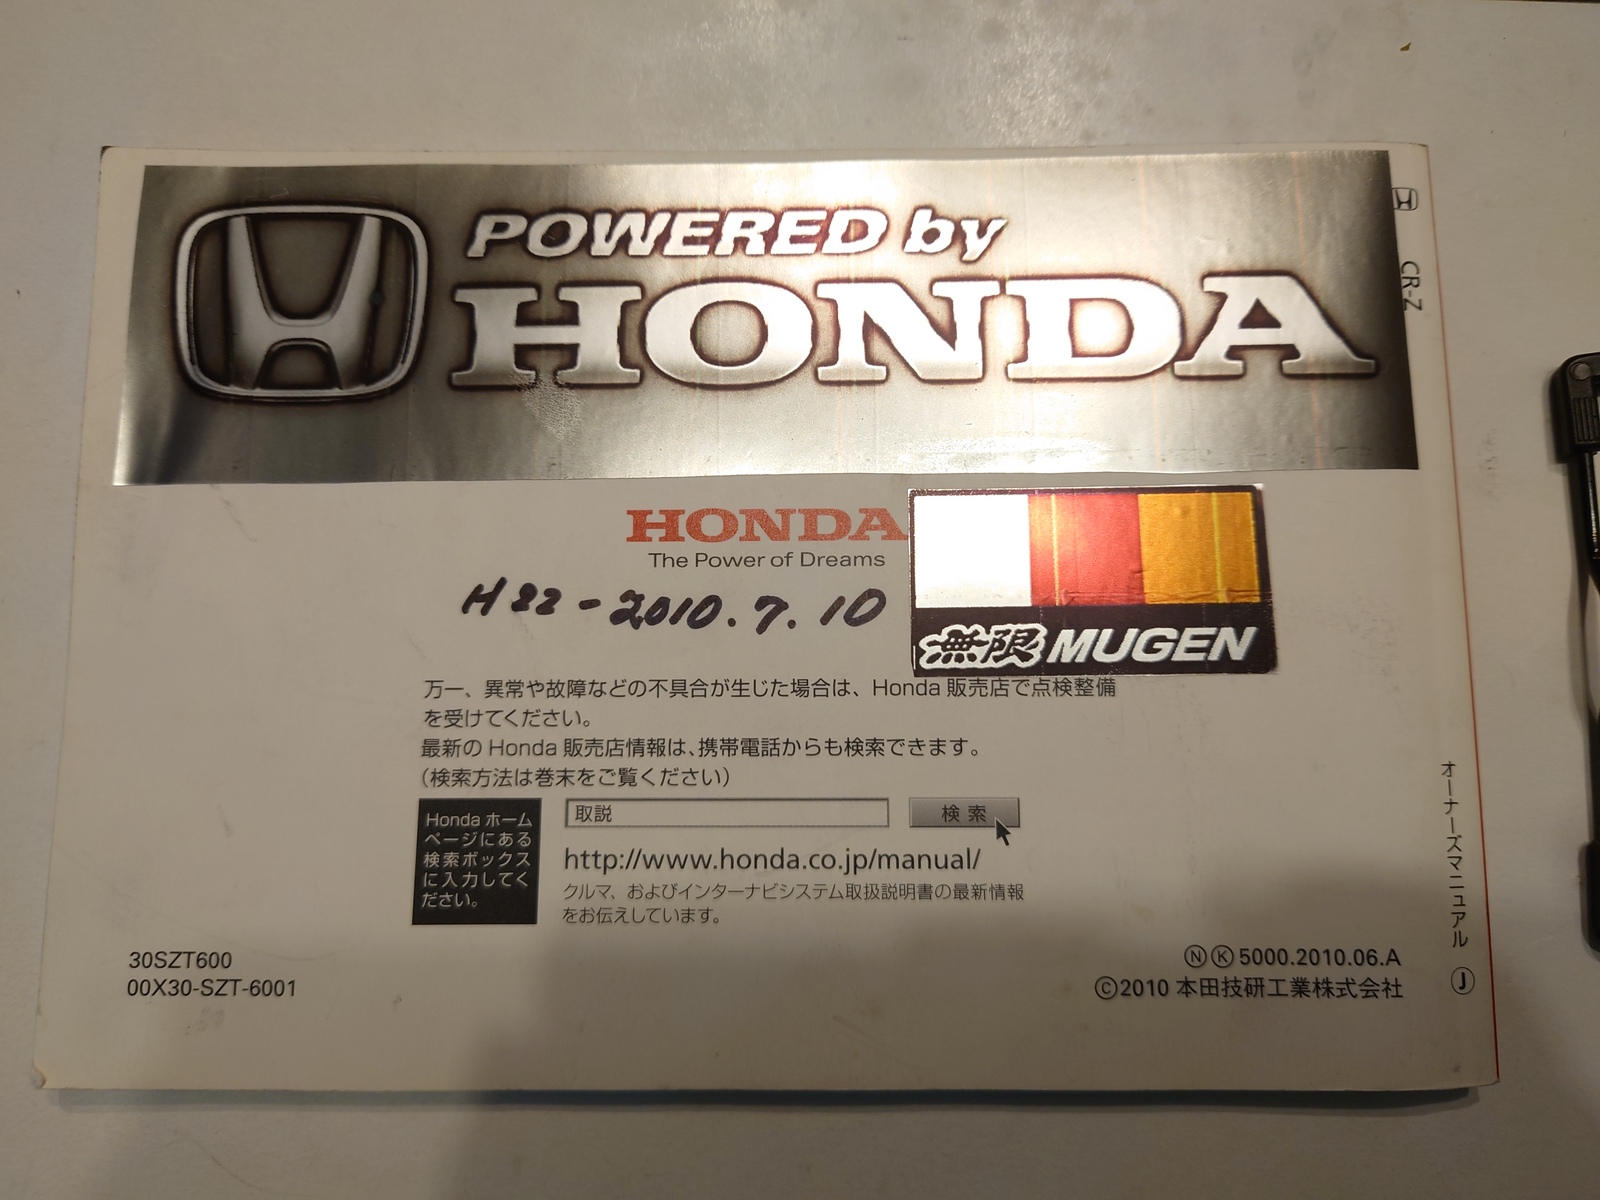 POWERED by
HONDA
CR-Z
HONDA
The Power of Dreams
H22-2010.7.10
無限 MUGEN
万一、異常や故障などの不具合が生じた場合は、Honda 販売店で点検整備
を受けてください。
最新の Honda 販売店情報は、携帯電話からも検索できます。
(検索方法は巻末をご覧ください)
Honda ホーム
ページにある
検索ボックス
に入力してく
ださい。
取説
検索
http://www.honda.co.jp/manual/
クルマ、およびインターナビシステム取扱説明書の最新情報
をお伝えしています。
オーナーズマニュアル Ⓙ
30SZT600
00X30-SZT-6001
ⓃⓀ5000.2010.06.A
©2010 本田技研工業株式会社